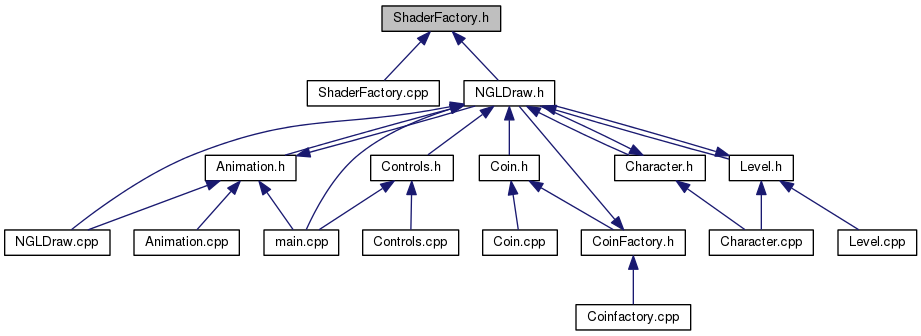 ShaderFactory.h
ShaderFactory.cpp
NGLDraw.h
Animation.h
Controls.h
Coin.h
Character.h
Level.h
NGLDraw.cpp
Animation.cpp
main.cpp
Controls.cpp
Coin.cpp
CoinFactory.h
Character.cpp
Level.cpp
Coinfactory.cpp